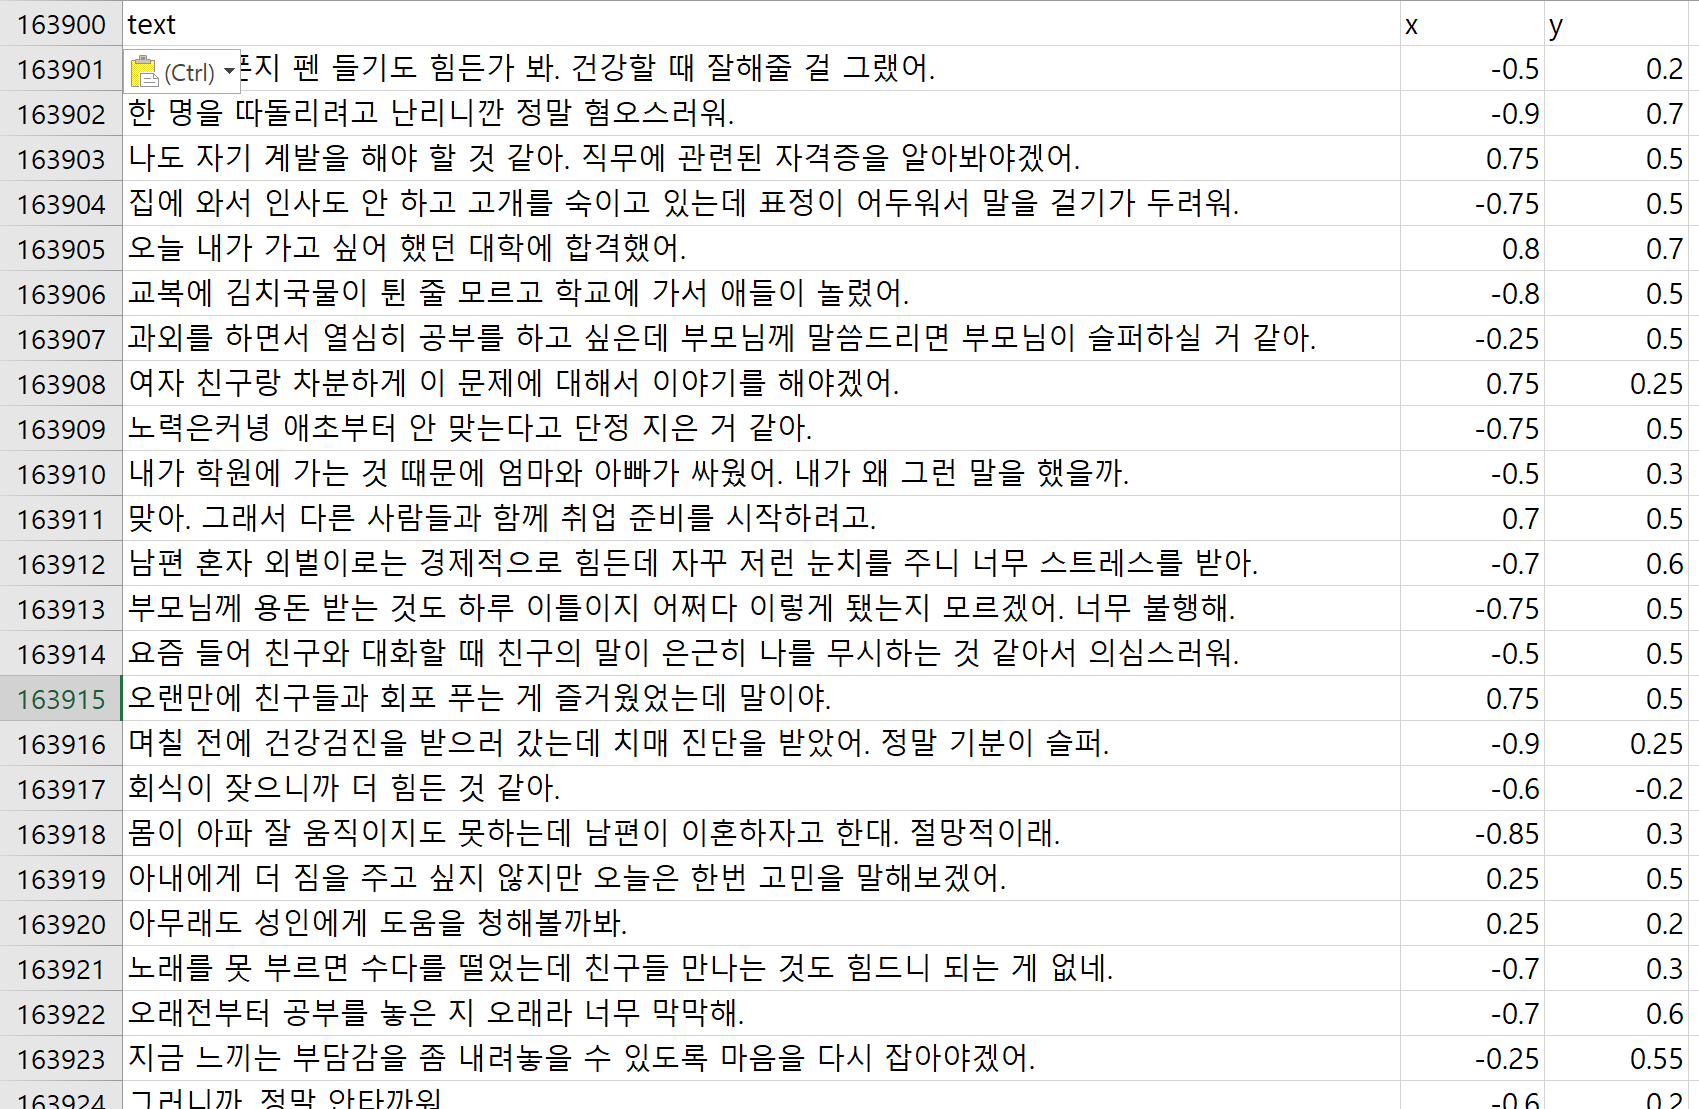 163900 text x y
163901 (Ctrl) 펜 들기도 힘든가 봐. 건강할 때 잘해줄 걸 그랬어. -0.5 0.2
163902 한 명을 따돌리려고 난리니깐 정말 혐오스러워. -0.9 0.7
163903 나도 자기 계발을 해야 할 것 같아. 직무에 관련된 자격증을 알아봐야겠어. 0.75 0.5
163904 집에 와서 인사도 안 하고 고개를 숙이고 있는데 표정이 어두워서 말을 걸기가 두려워. -0.75 0.5
163905 오늘 내가 가고 싶어 했던 대학에 합격했어. 0.8 0.7
163906 교복에 김치국물이 튄 줄 모르고 학교에 가서 애들이 놀렸어. -0.8 0.5
163907 과외를 하면서 열심히 공부를 하고 싶은데 부모님께 말씀드리면 부모님이 슬퍼하실 거 같아. -0.25 0.5
163908 여자 친구랑 차분하게 이 문제에 대해서 이야기를 해야겠어. 0.75 0.25
163909 노력은커녕 애초부터 안 맞는다고 단정 지은 거 같아. -0.75 0.5
163910 내가 학원에 가는 것 때문에 엄마와 아빠가 싸웠어. 내가 왜 그런 말을 했을까. -0.5 0.3
163911 맞아. 그래서 다른 사람들과 함께 취업 준비를 시작하려고. 0.7 0.5
163912 남편 혼자 외벌이로는 경제적으로 힘든데 자꾸 저런 눈치를 주니 너무 스트레스를 받아. -0.7 0.6
163913 부모님께 용돈 받는 것도 하루 이틀이지 어쩌다 이렇게 됐는지 모르겠어. 너무 불행해. -0.75 0.5
163914 요즘 들어 친구와 대화할 때 친구의 말이 은근히 나를 무시하는 것 같아서 의심스러워. -0.5 0.5
163915 오랜만에 친구들과 회포 푸는 게 즐거웠었는데 말이야. 0.75 0.5
163916 며칠 전에 건강검진을 받으러 갔는데 치매 진단을 받았어. 정말 기분이 슬퍼. -0.9 0.25
163917 회식이 잦으니까 더 힘든 것 같아. -0.6 -0.2
163918 몸이 아파 잘 움직이지도 못하는데 남편이 이혼하자고 한대. 절망적이래. -0.85 0.3
163919 아내에게 더 짐을 주고 싶지 않지만 오늘은 한번 고민을 말해보겠어. 0.25 0.5
163920 아무래도 성인에게 도움을 청해볼까봐. 0.25 0.2
163921 노래를 못 부르면 수다를 떨었는데 친구들 만나는 것도 힘드니 되는 게 없네. -0.7 0.3
163922 오래전부터 공부를 놓은 지 오래라 너무 막막해. -0.7 0.6
163923 지금 느끼는 부담감을 좀 내려놓을 수 있도록 마음을 다시 잡아야겠어. -0.25 0.55
163924 그러니까. 정말 안타까워 -0.6 0.2